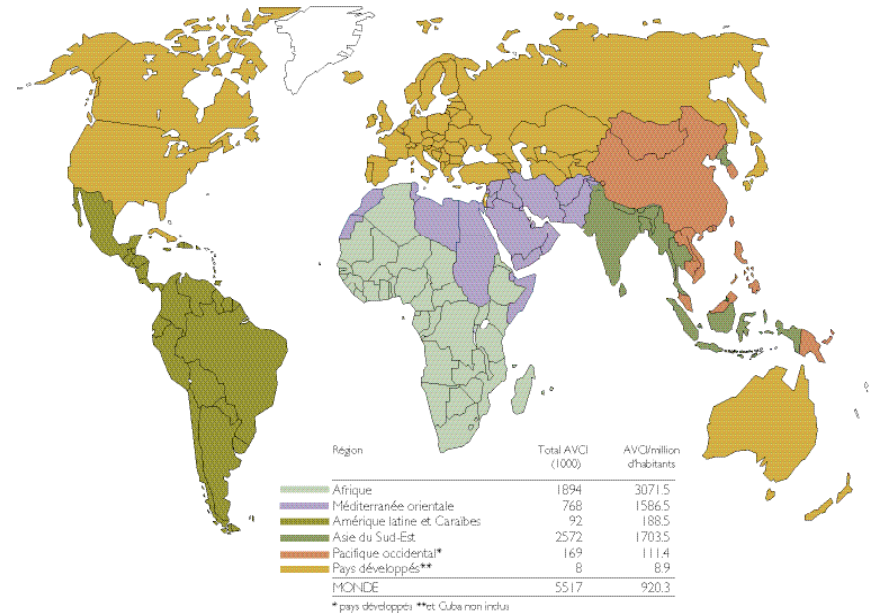 Région Total AVCI AVCI/million
(1000) d'habitants
Afrique 1894 3071.5
Méditerranée orientale 768 1586.5
Amérique latine et Caraïbes 92 188.5
Asie du Sud-Est 2572 1703.5
Pacifique occidental* 169 111.4
Pays développés** 8 8.9
MONDE 5517 920.3
* pays développés **et Cuba non inclus